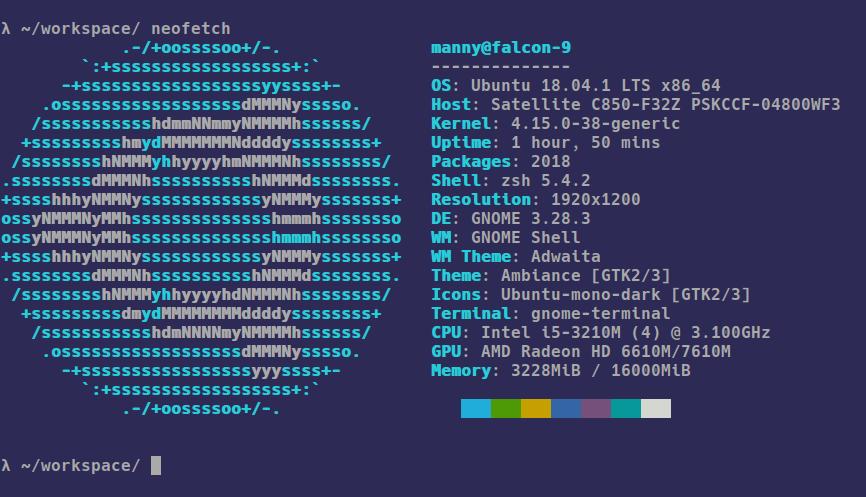 λ ~/workspace/ neofetch
            .-/+oossssoo+/-.               manny@falcon-9
        `:+ssssssssssssssssss+:`           --------------
      -+ssssssssssssssssssyyssss+-         OS: Ubuntu 18.04.1 LTS x86_64
    .ossssssssssssssssssdMMMNysssso.       Host: Satellite C850-F32Z PSKCCF-04800WF3
   /ssssssssssshdmmNNmmyNMMMMhssssss/      Kernel: 4.15.0-38-generic
  +ssssssssshmydMMMMMMMNddddyssssssss+     Uptime: 1 hour, 50 mins
 /sssssssshNMMMyhhyyyyhmNMMMNhssssssss/    Packages: 2018
.ssssssssdMMMNhsssssssssshNMMMdssssssss.   Shell: zsh 5.4.2
+sssshhhyNMMNyssssssssssssyNMMMysssssss+   Resolution: 1920x1200
ossyNMMMNyMMhsssssssssssssshmmmhssssssso   DE: GNOME 3.28.3
ossyNMMMNyMMhsssssssssssssshmmmhssssssso   WM: GNOME Shell
+sssshhhyNMMNyssssssssssssyNMMMysssssss+   WM Theme: Adwaita
.ssssssssdMMMNhsssssssssshNMMMdssssssss.   Theme: Ambiance [GTK2/3]
 /sssssssshNMMMyhhyyyyhdNMMMNhssssssss/    Icons: Ubuntu-mono-dark [GTK2/3]
  +sssssssssdmydMMMMMMMMddddyssssssss+     Terminal: gnome-terminal
   /ssssssssssshdmNNNNmyNMMMMhssssss/      CPU: Intel i5-3210M (4) @ 3.100GHz
    .ossssssssssssssssssdMMMNysssso.       GPU: AMD Radeon HD 6610M/7610M
      -+sssssssssssssssssyyyssss+-         Memory: 3228MiB / 16000MiB
        `:+ssssssssssssssssss+:`
            .-/+oossssoo+/-.
λ ~/workspace/